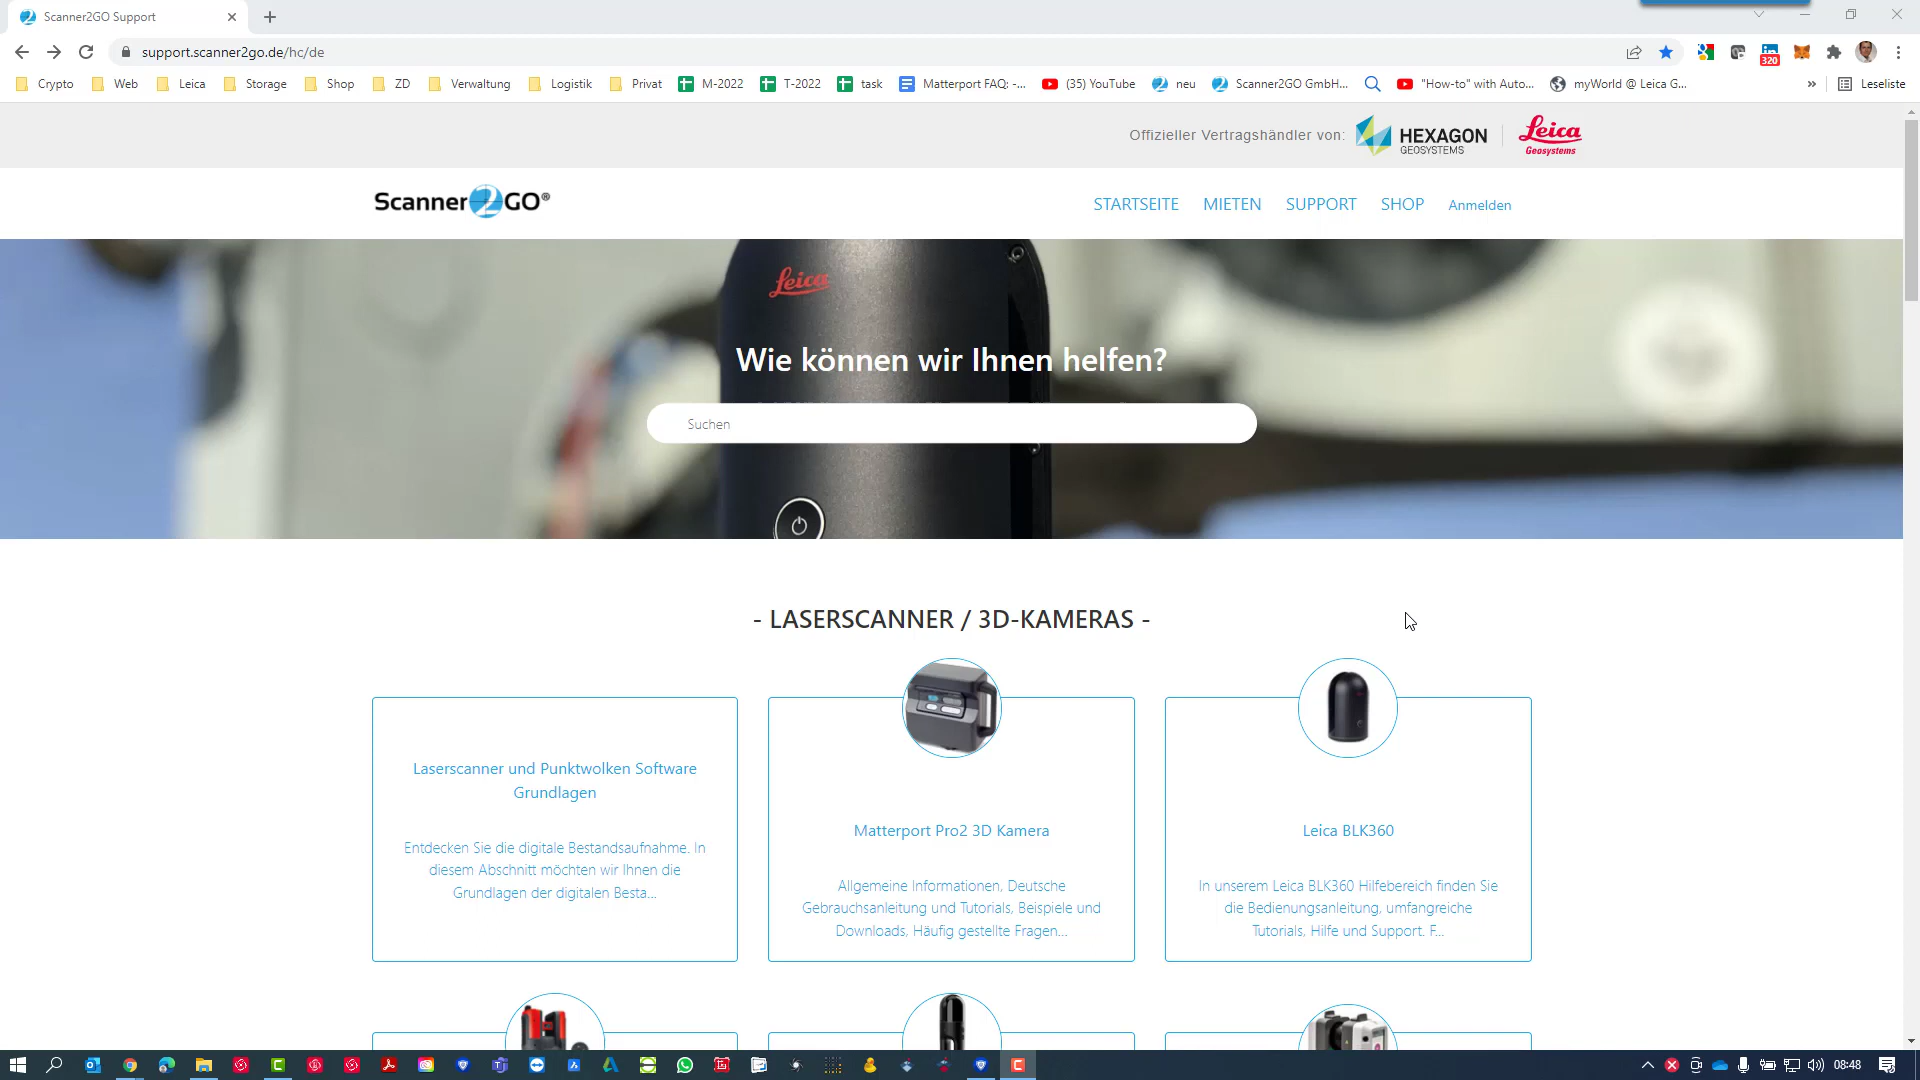 Scanner2GO Support
support.scanner2go.de/hc/de
320
Crypto
Web
Leica
Storage
Shop
ZD
Verwaltung
Logistik
Privat
M-2022
T-2022
task
Matterport FAQ; -...
(35) YouTube
neu
Scanner2GO GmbH...
"How-to" with Auto...
myWorld @ Leica G...
»
Leseliste
Offizieller Vertragshändler von:
HEXAGON
GEOSYSTEMS
Leica
Geosystems
Scanner2GO®
STARTSEITE
MIETEN
SUPPORT
SHOP
Anmelden
Leica
Wie können wir Ihnen helfen?
Suchen
- LASERSCANNER / 3D-KAMERAS -
Laserscanner und Punktwolken Software
Grundlagen
Entdecken Sie die digitale Bestandsaufnahme. In
diesem Abschnitt möchten wir Ihnen die
Grundlagen der digitalen Besta...
Matterport Pro2 3D Kamera
Allgemeine Informationen, Deutsche
Gebrauchsanleitung und Tutorials, Beispiele und
Downloads, Häufig gestellte Fragen...
Leica BLK360
In unserem Leica BLK360 Hilfebereich finden Sie
die Bedienungsanleitung, umfangreiche
Tutorials, Hilfe und Support. F...
08:48